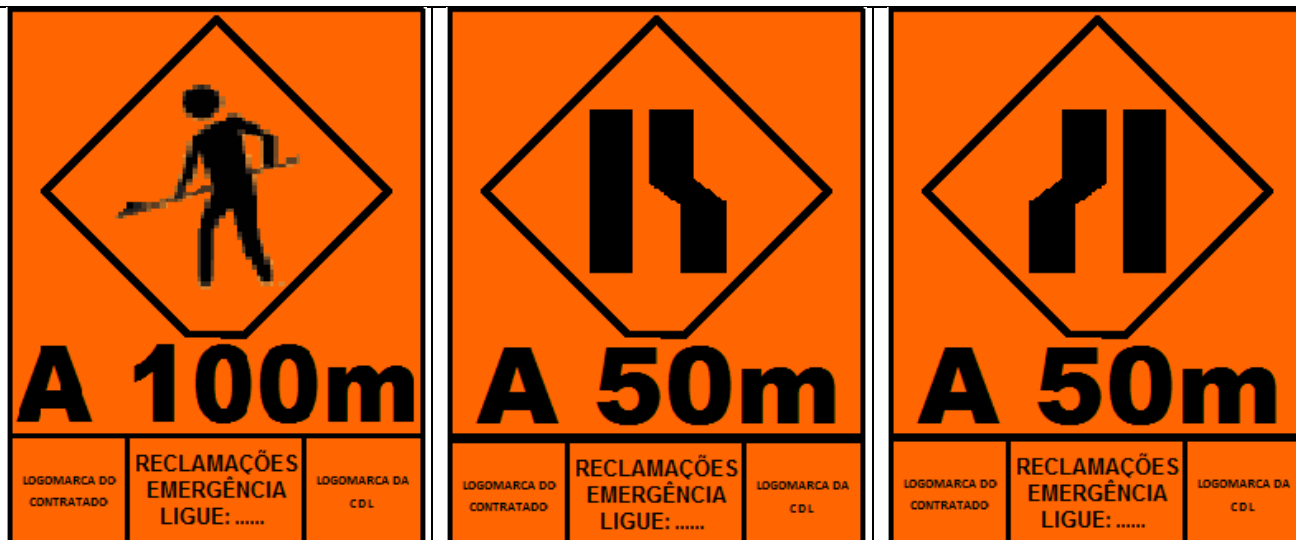 A 100m
LOGOMARCA DO
CONTRATADO
RECLAMAÇÕES
EMERGÊNCIA
LIGUE: ......
LOGOMARCA DA
CDL
A 50m
LOGOMARCA DO
CONTRATADO
RECLAMAÇÕES
EMERGÊNCIA
LIGUE: ......
LOGOMARCA DA
CDL
A 50m
LOGOMARCA DO
CONTRATADO
RECLAMAÇÕES
EMERGÊNCIA
LIGUE: ......
LOGOMARCA DA
CDL